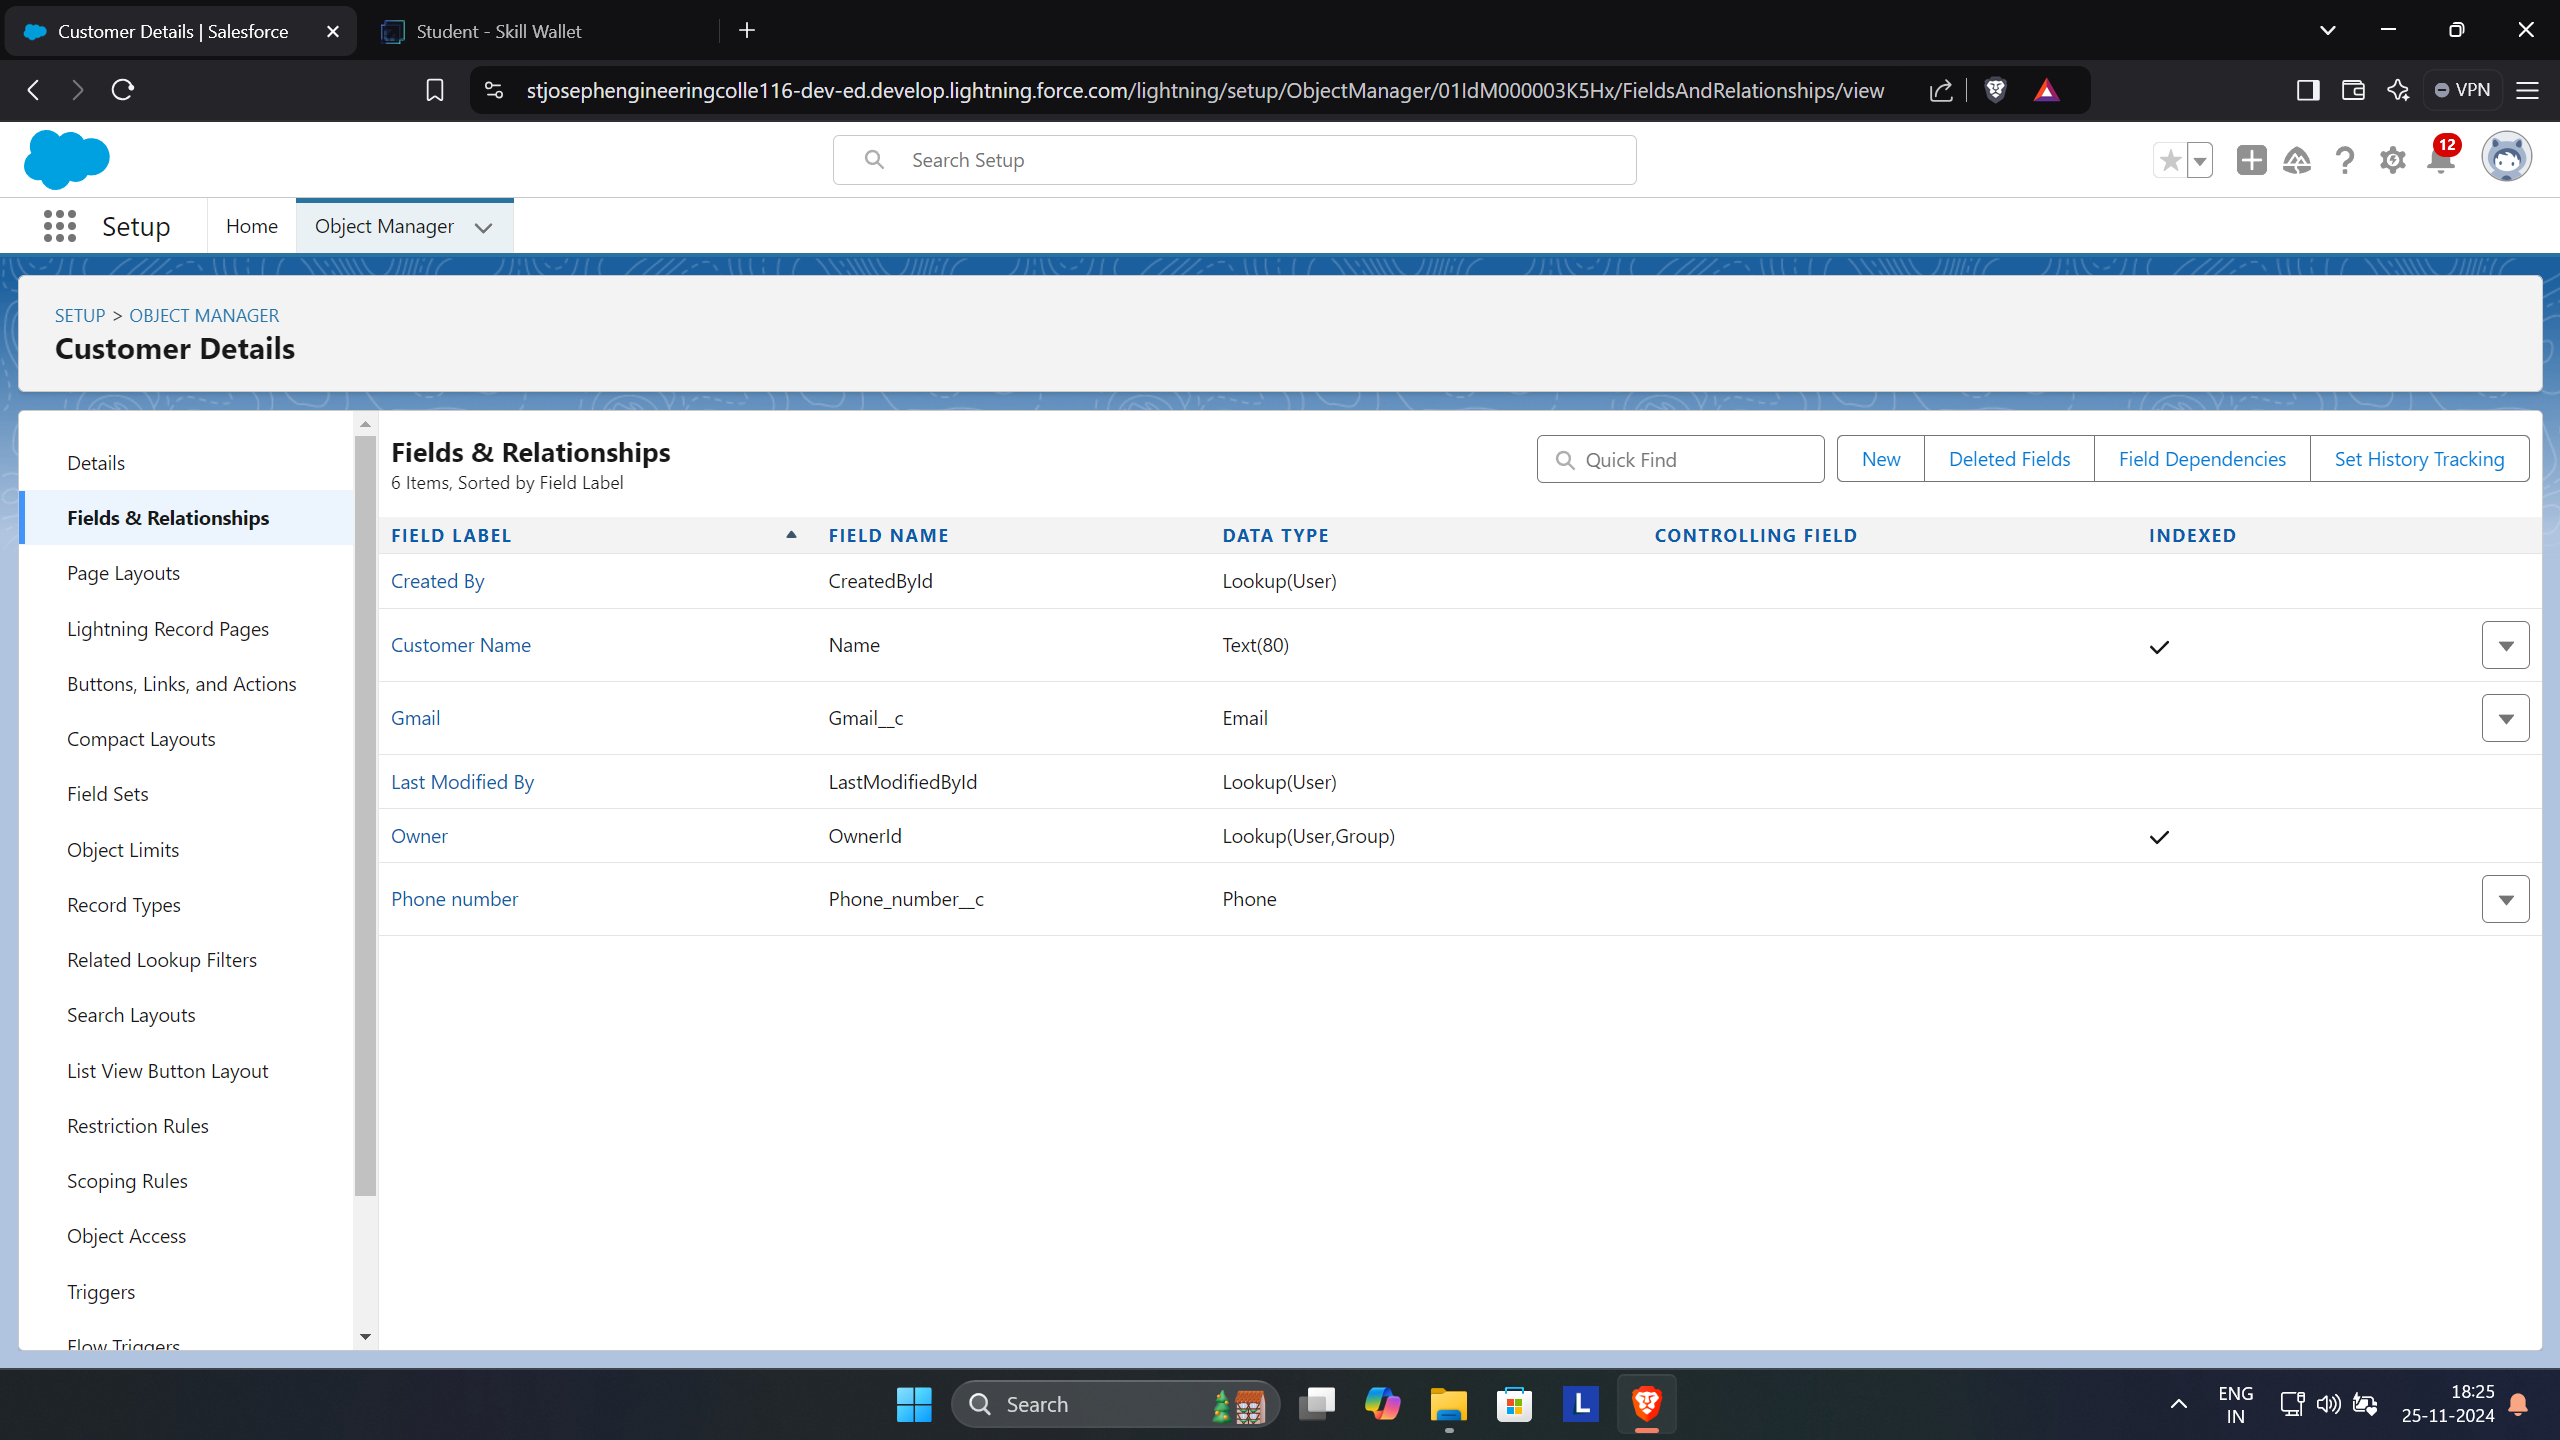 Customer Details | Salesforce
Student - Skill Wallet
stjosephengineeringcolle116-dev-ed.develop.lightning.force.com/lightning/setup/ObjectManager/01IdM000003K5Hx/FieldsAndRelationships/view
VPN
Search Setup
12
Setup
Home
Object Manager
SETUP > OBJECT MANAGER
Customer Details
Details
Fields & Relationships
Page Layouts
Lightning Record Pages
Buttons, Links, and Actions
Compact Layouts
Field Sets
Object Limits
Record Types
Related Lookup Filters
Search Layouts
List View Button Layout
Restriction Rules
Scoping Rules
Object Access
Triggers
Flow Triggers
Fields & Relationships
6 Items, Sorted by Field Label
Quick Find
New
Deleted Fields
Field Dependencies
Set History Tracking
FIELD LABEL FIELD NAME DATA TYPE CONTROLLING FIELD INDEXED
Created By CreatedById Lookup(User)
Customer Name Name Text(80)
Gmail Gmail__c Email
Last Modified By LastModifiedById Lookup(User)
Owner OwnerId Lookup(User,Group)
Phone number Phone_number__c Phone
Search
L
ENG
IN
18:25
25-11-2024